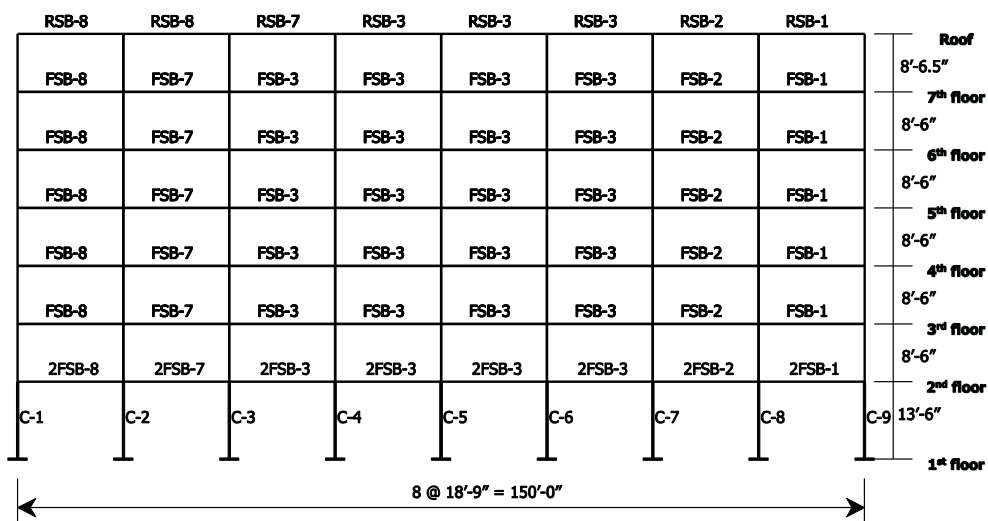 RSB-8 RSB-8 RSB-7 RSB-3 RSB-3 RSB-3 RSB-2 RSB-1
Roof
8′-6.5″
FSB-8 FSB-7 FSB-3 FSB-3 FSB-3 FSB-3 FSB-2 FSB-1
7th floor
8′-6″
FSB-8 FSB-7 FSB-3 FSB-3 FSB-3 FSB-3 FSB-2 FSB-1
6th floor
8′-6″
FSB-8 FSB-7 FSB-3 FSB-3 FSB-3 FSB-3 FSB-2 FSB-1
5th floor
8′-6″
FSB-8 FSB-7 FSB-3 FSB-3 FSB-3 FSB-3 FSB-2 FSB-1
4th floor
8′-6″
FSB-8 FSB-7 FSB-3 FSB-3 FSB-3 FSB-3 FSB-2 FSB-1
3rd floor
8′-6″
2FSB-8 2FSB-7 2FSB-3 2FSB-3 2FSB-3 2FSB-3 2FSB-2 2FSB-1
2nd floor
C-1 C-2 C-3 C-4 C-5 C-6 C-7 C-8 C-9 13′-6″
1st floor
8 @ 18′-9″ = 150′-0″